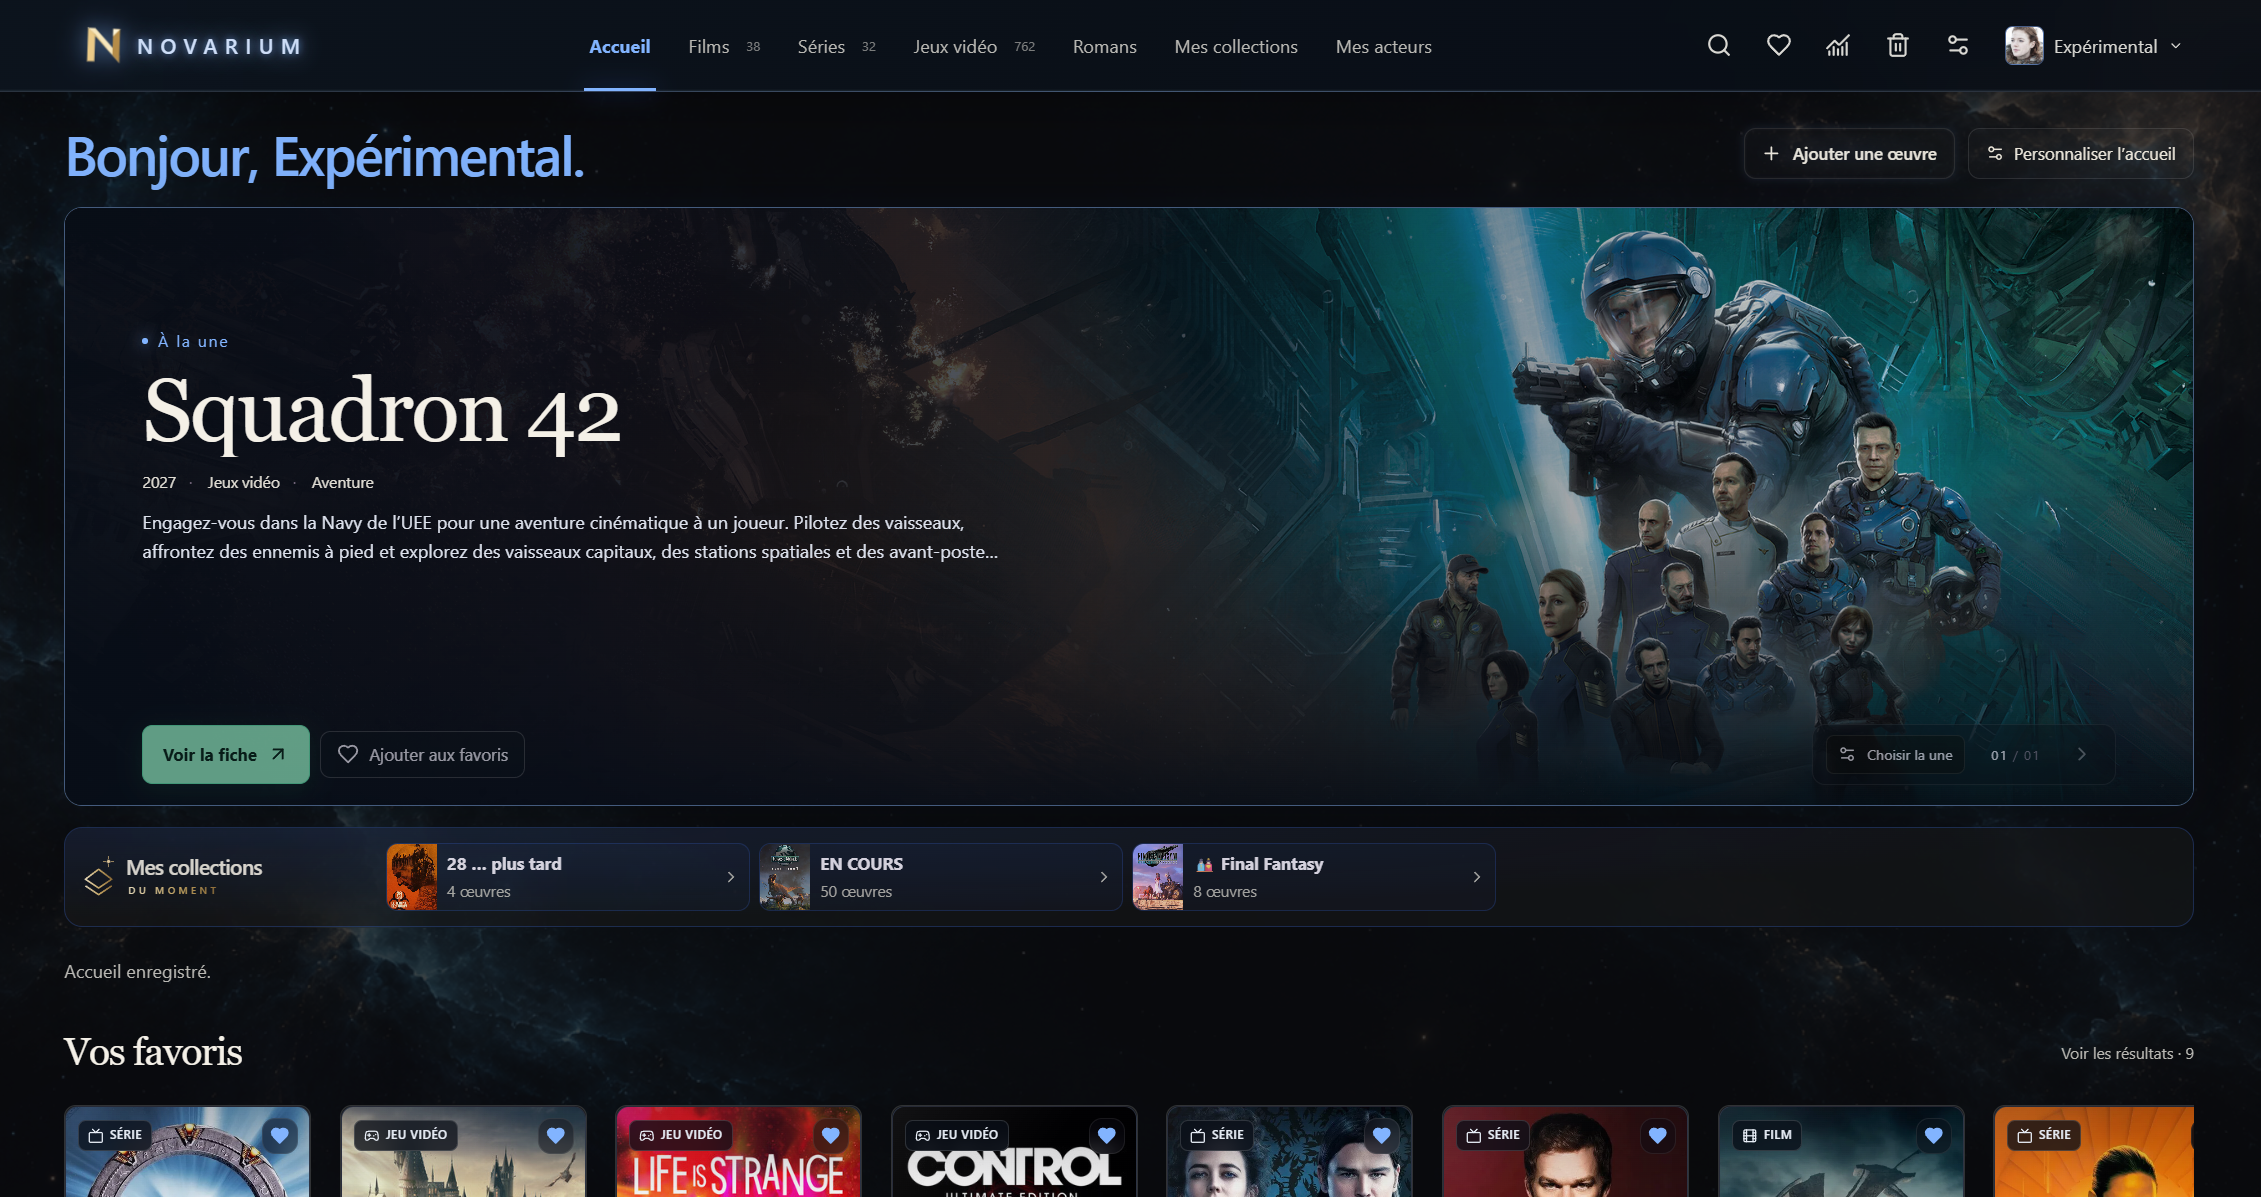 NOVARIUM
Accueil
Films 38
Séries 32
Jeux vidéo 762
Romans
Mes collections
Mes acteurs
Expérimental
Bonjour, Expérimental.
Ajouter une œuvre
Personnaliser l’accueil
À la une
Squadron 42
2027 · Jeux vidéo · Aventure
Engagez-vous dans la Navy de l’UEE pour une aventure cinématique à un joueur. Pilotez des vaisseaux,
affrontez des ennemis à pied et explorez des vaisseaux capitaux, des stations spatiales et des avant-poste...
Voir la fiche
Ajouter aux favoris
Choisir la une
01 / 01
Mes collections
DU MOMENT
28 ... plus tard
4 œuvres
EN COURS
50 œuvres
Final Fantasy
8 œuvres
Accueil enregistré.
Vos favoris
Voir les résultats · 9
SÉRIE
JEU VIDÉO
JEU VIDÉO
LIFE IS STRANGE
JEU VIDÉO
CONTROL
ULTIMATE EDITION
SÉRIE
SÉRIE
FILM
SÉRIE